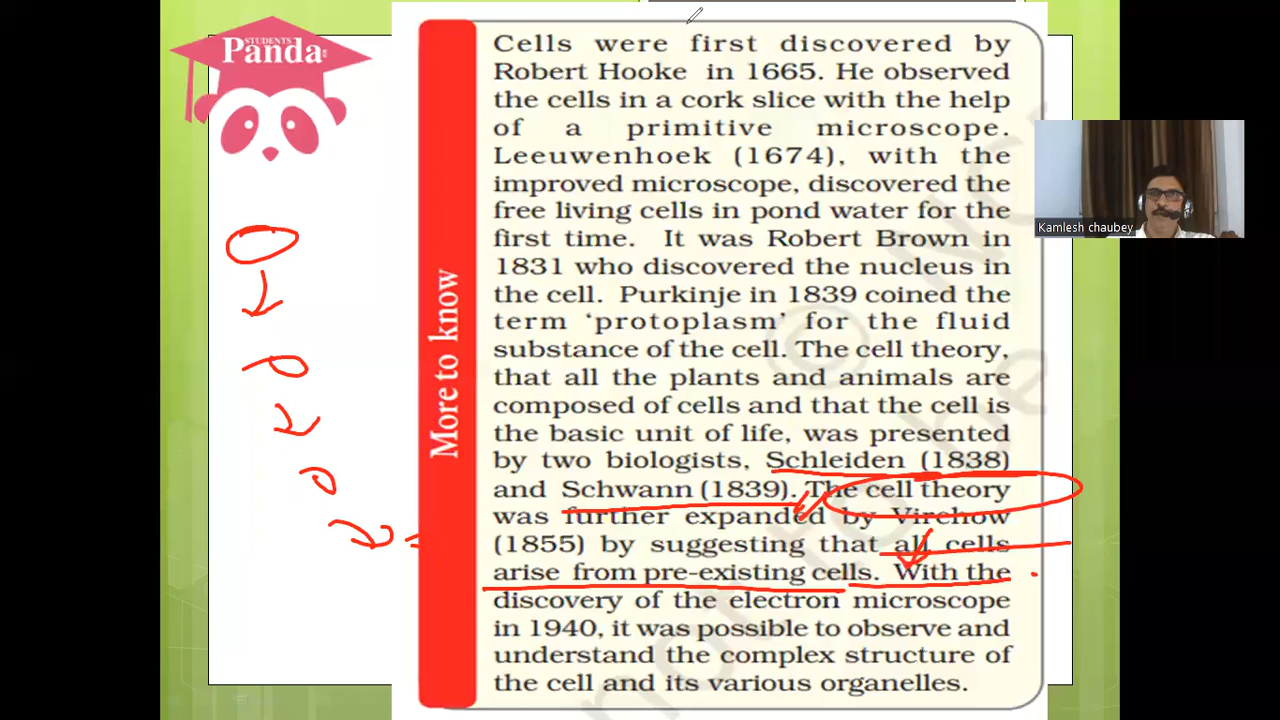 STUDENTS
Panda
Cells were first discovered by
Robert Hooke in 1665. He observed
the cells in a cork slice with the help
of a primitive microscope.
Leeuwenhoek (1674), with the
improved microscope, discovered the
free living cells in pond water for the
first time. It was Robert Brown in
1831 who discovered the nucleus in
the cell. Purkinje in 1839 coined the
term ‘protoplasm’ for the fluid
substance of the cell. The cell theory,
that all the plants and animals are
composed of cells and that the cell is
the basic unit of life, was presented
by two biologists, Schleiden (1838)
and Schwann (1839). The cell theory
was further expanded by Virchow
(1855) by suggesting that all cells
arise from pre-existing cells. With the
discovery of the electron microscope
in 1940, it was possible to observe and
understand the complex structure of
the cell and its various organelles.
More to know
Kamlesh chaubey